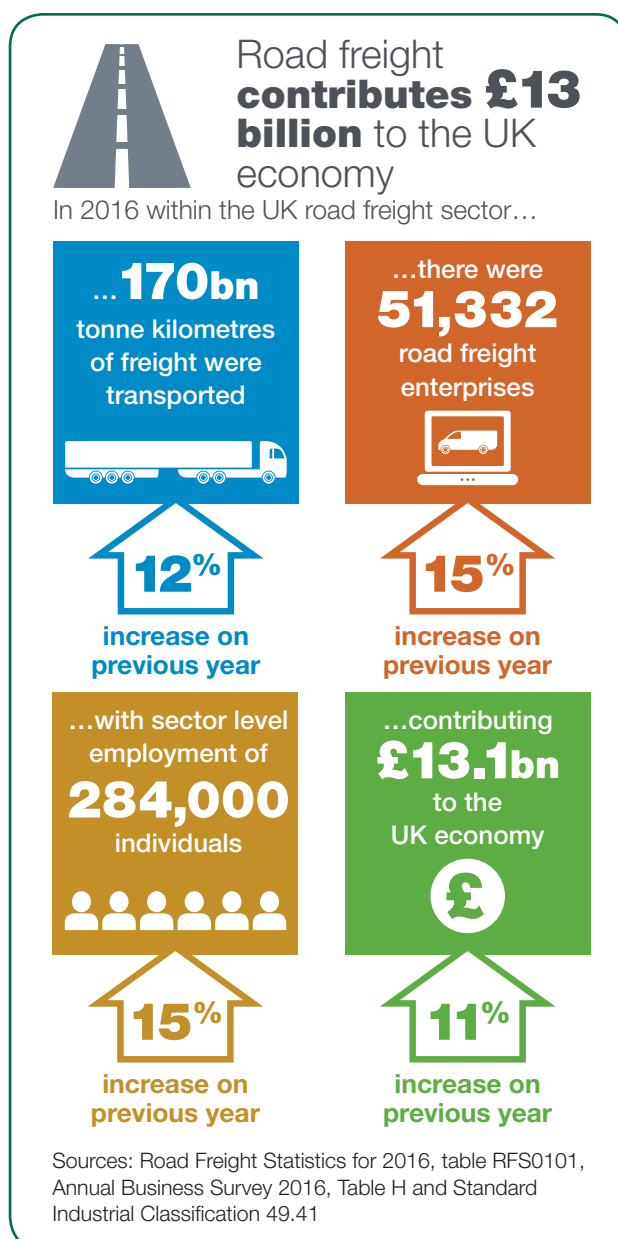 Road freight
contributes £13
billion to the UK
economy
In 2016 within the UK road freight sector…
…170bn
tonne kilometres
of freight were
transported
12%
increase on
previous year
…there were
51,332
road freight
enterprises
15%
increase on
previous year
…with sector level
employment of
284,000
individuals
15%
increase on
previous year
…contributing
£13.1bn
to the
UK economy
£
11%
increase on
previous year
Sources: Road Freight Statistics for 2016, table RFS0101,
Annual Business Survey 2016, Table H and Standard
Industrial Classification 49.41